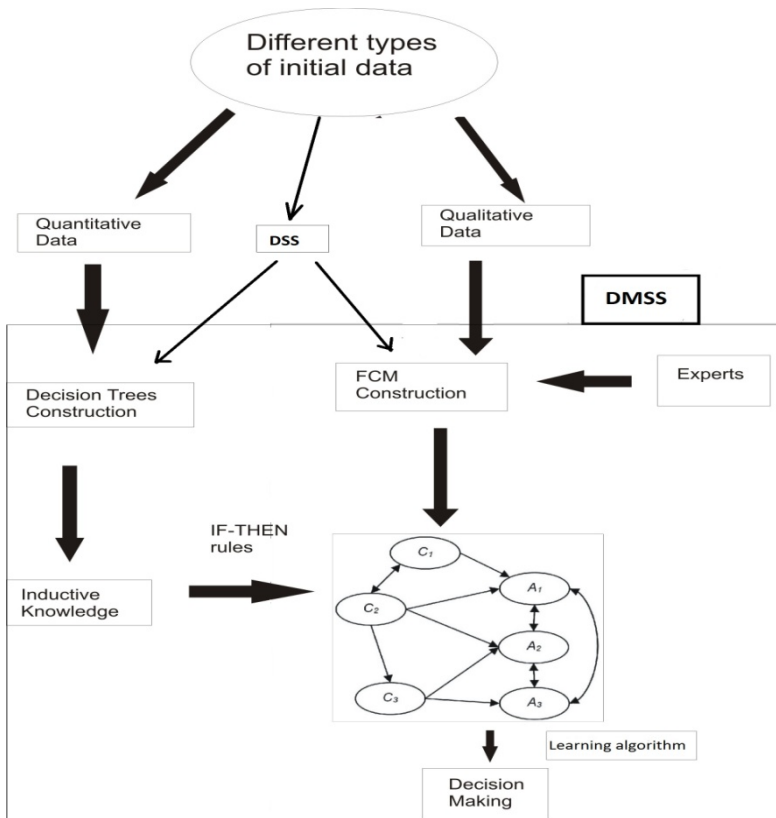 Different types
of initial data
Quantitative
Data
DSS
Qualitative
Data
DMSS
Decision Trees
Construction
FCM
Construction
Experts
IF-THEN
rules
Inductive
Knowledge
C1
C2
C3
A1
A2
A3
Learning algorithm
Decision
Making